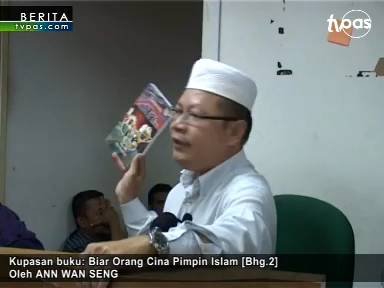 BERITA
tvpas.com
tvpas
Kupasan buku: Biar Orang Cina Pimpin Islam [Bhg.2]
Oleh ANN WAN SENG